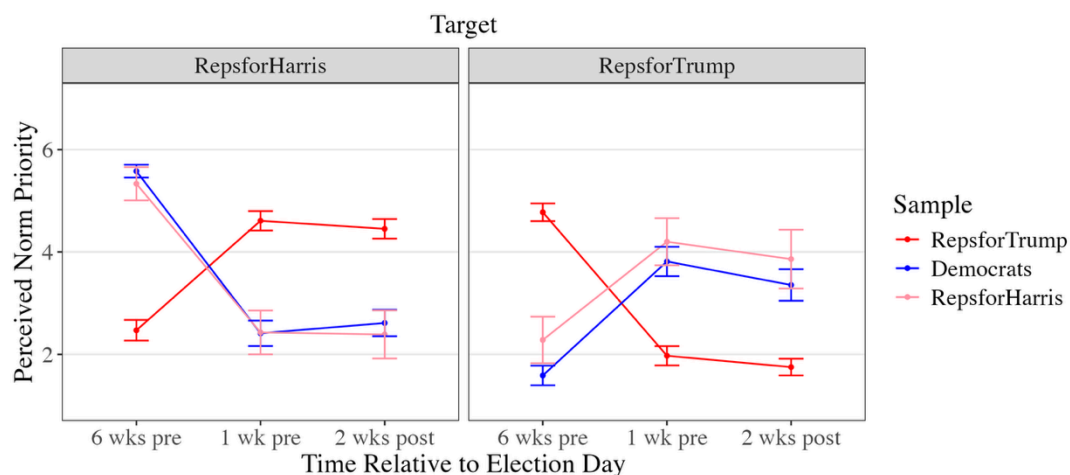 Target
RepsforHarris
RepsforTrump
Perceived Norm Priority
6
4
2
6 wks pre
1 wk pre
2 wks post
6 wks pre
1 wk pre
2 wks post
Time Relative to Election Day
Sample
RepsforTrump
Democrats
RepsforHarris